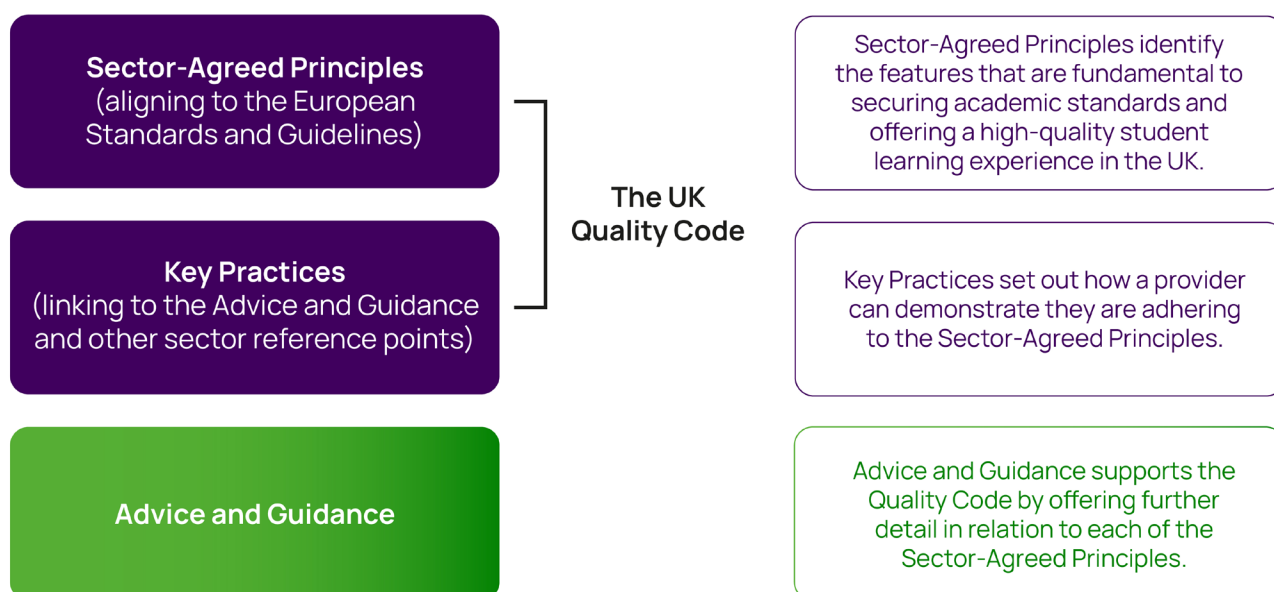 Sector-Agreed Principles
(aligning to the European
Standards and Guidelines)
Sector-Agreed Principles identify
the features that are fundamental to
securing academic standards and
offering a high-quality student
learning experience in the UK.
The UK
Quality Code
Key Practices
(linking to the Advice and Guidance
and other sector reference points)
Key Practices set out how a provider
can demonstrate they are adhering
to the Sector-Agreed Principles.
Advice and Guidance
Advice and Guidance supports the
Quality Code by offering further
detail in relation to each of the
Sector-Agreed Principles.